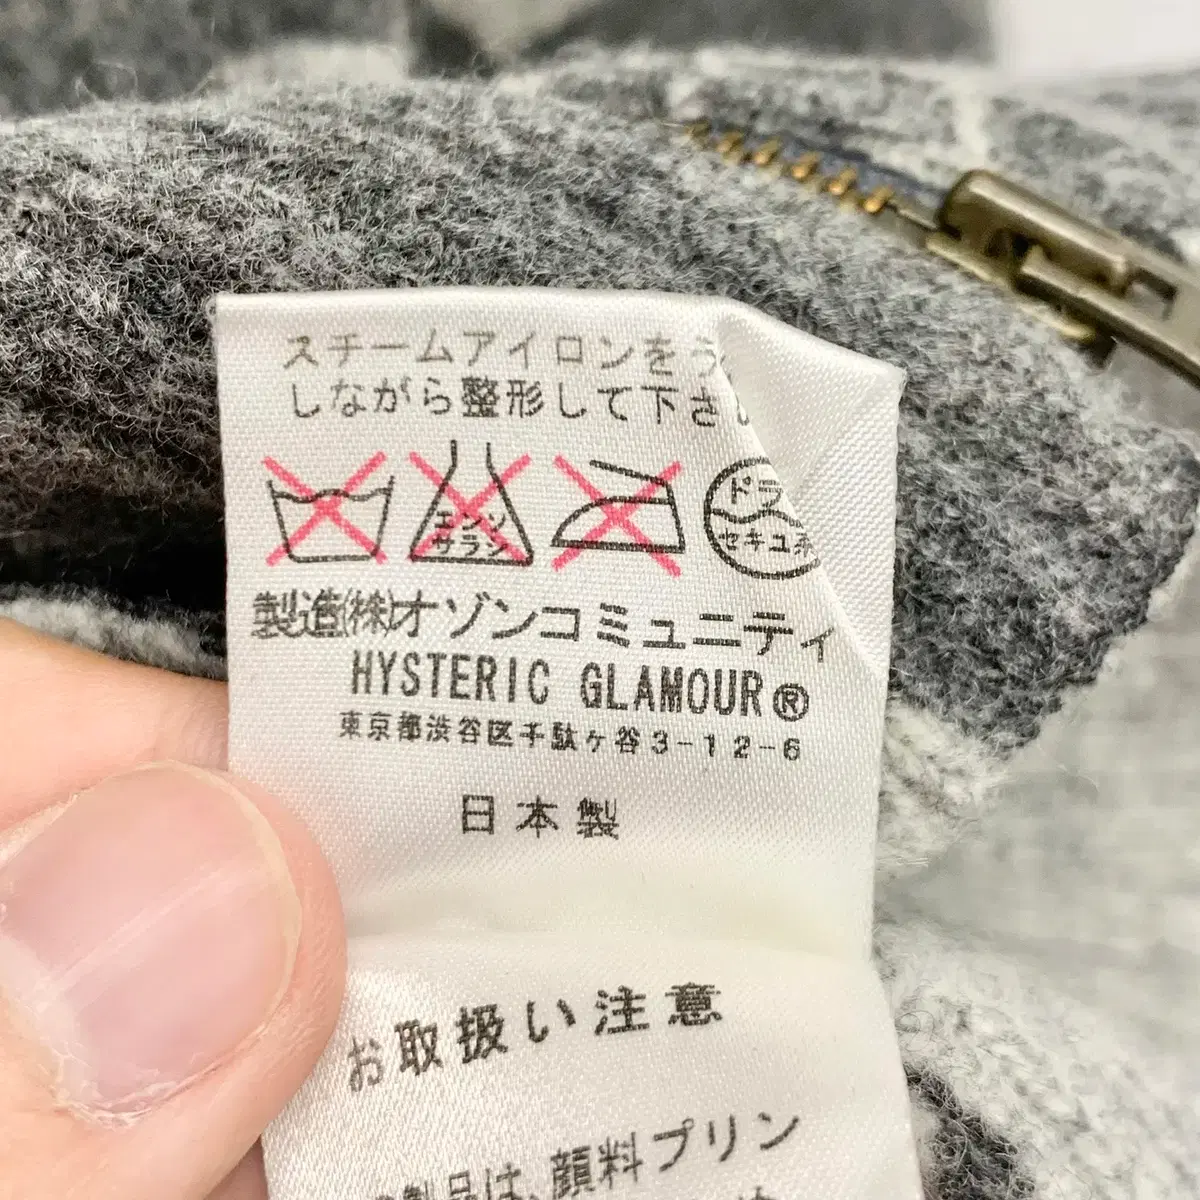 スチームアイロンをう
しながら整形して下さ
エンソ サラシ ドラ セキユ系
製造(株)オゾンコミュニティ
HYSTERIC GLAMOUR®
東京都渋谷区千駄ヶ谷3-12-6
日本製
お取扱い注意
製品は、顔料プリン